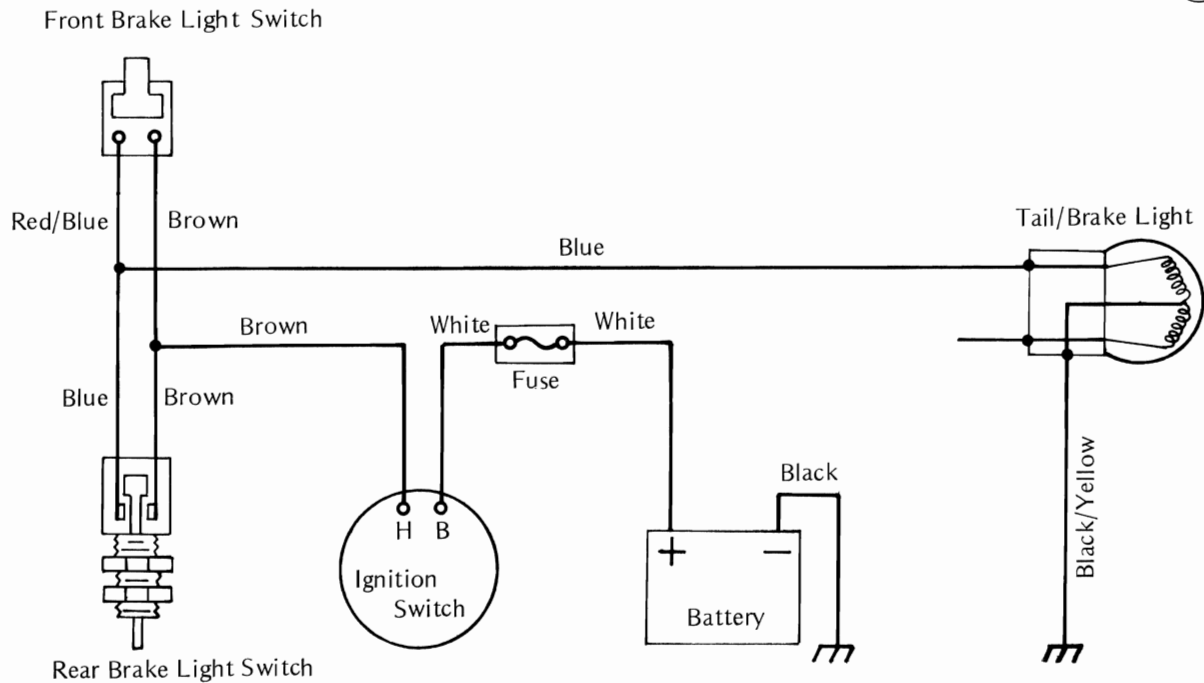 Front Brake Light Switch
Red/Blue
Brown
Tail/Brake Light
Blue
Brown
White
White
Fuse
Blue
Brown
Black
Black/Yellow
H
B
Ignition
Switch
+
−
Battery
Rear Brake Light Switch